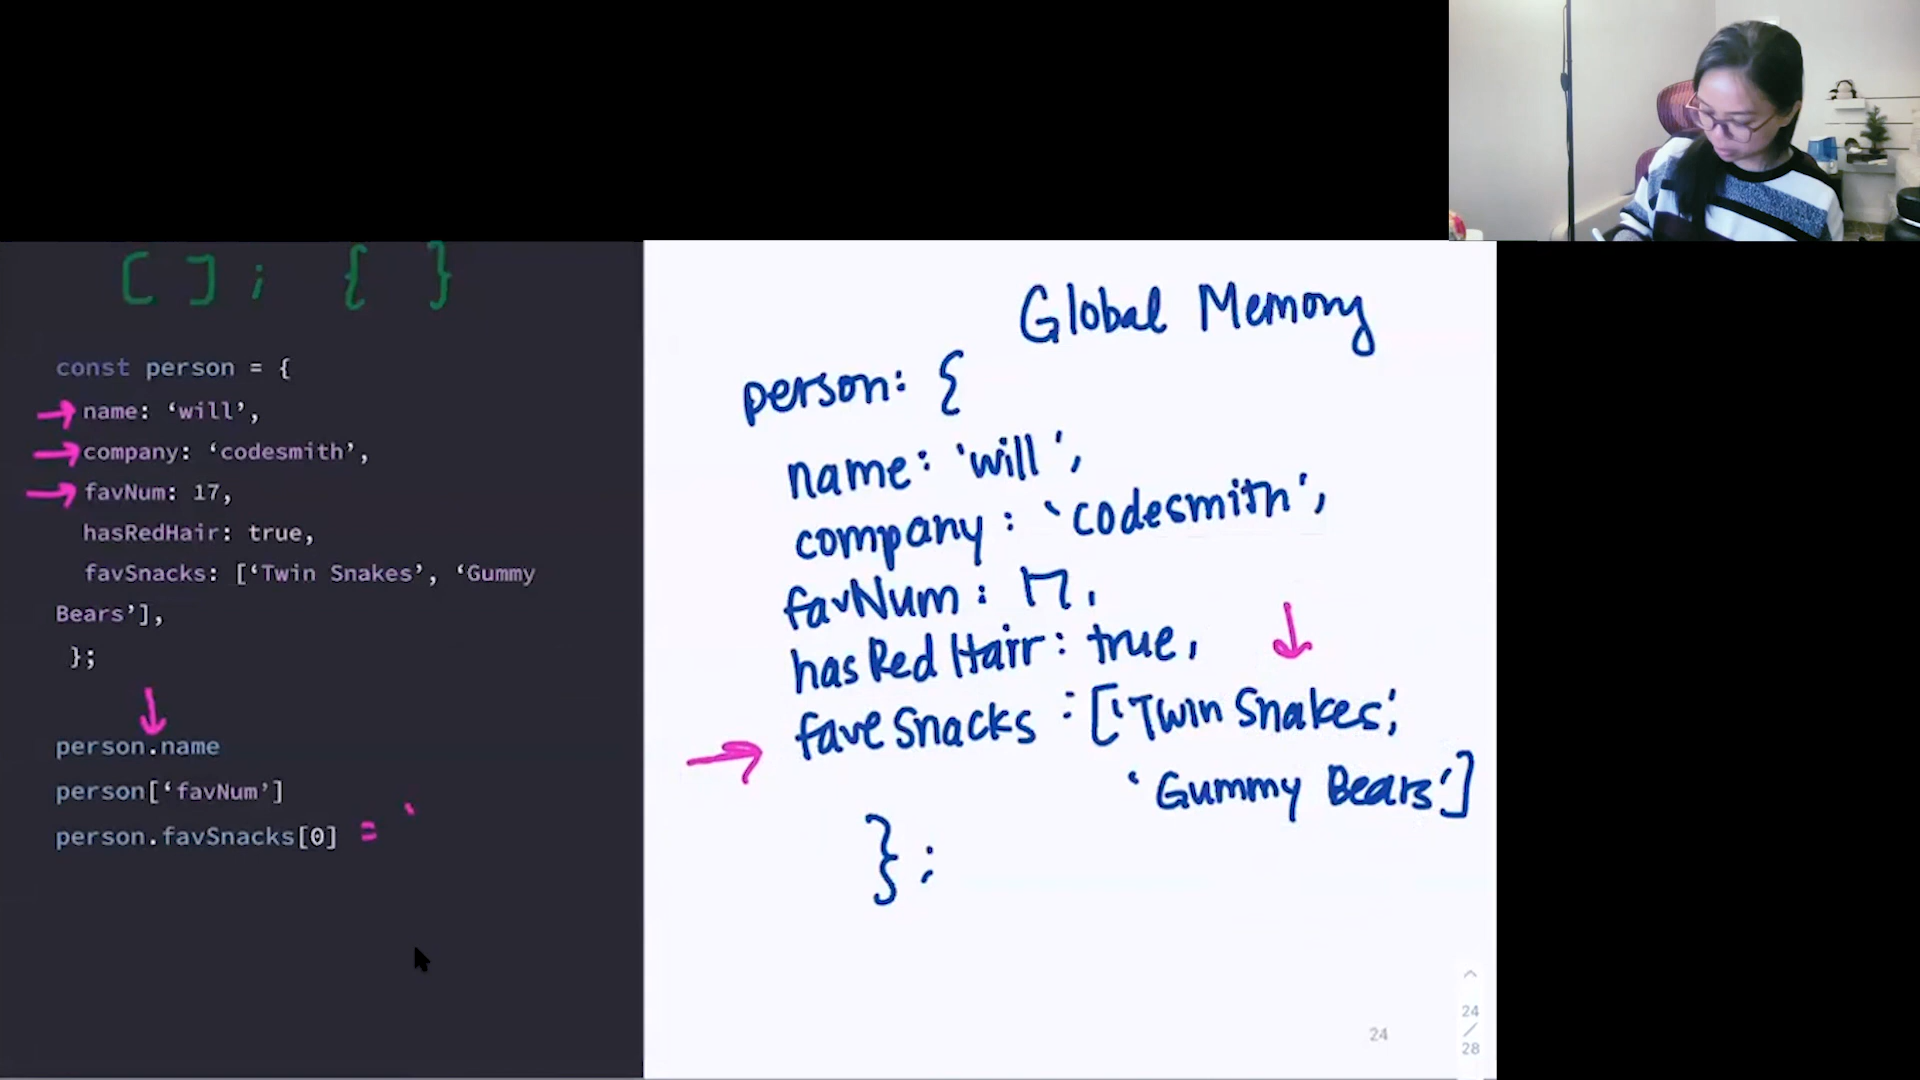 [ ] ; { }
const person = {
name: ‘will’,
company: ‘codesmith’,
favNum: 17,
hasRedHair: true,
favSnacks: [‘Twin Snakes’, ‘Gummy
Bears’],
};
person.name
person[‘favNum’]
person.favSnacks[0] = ‘
Global Memory
person: {
name: ‘will’,
company: ‘codesmith’,
favNum: 17,
hasRedHair: true,
faveSnacks: [‘Twin Snakes’,
‘Gummy Bears’]
};
24
24
/
28